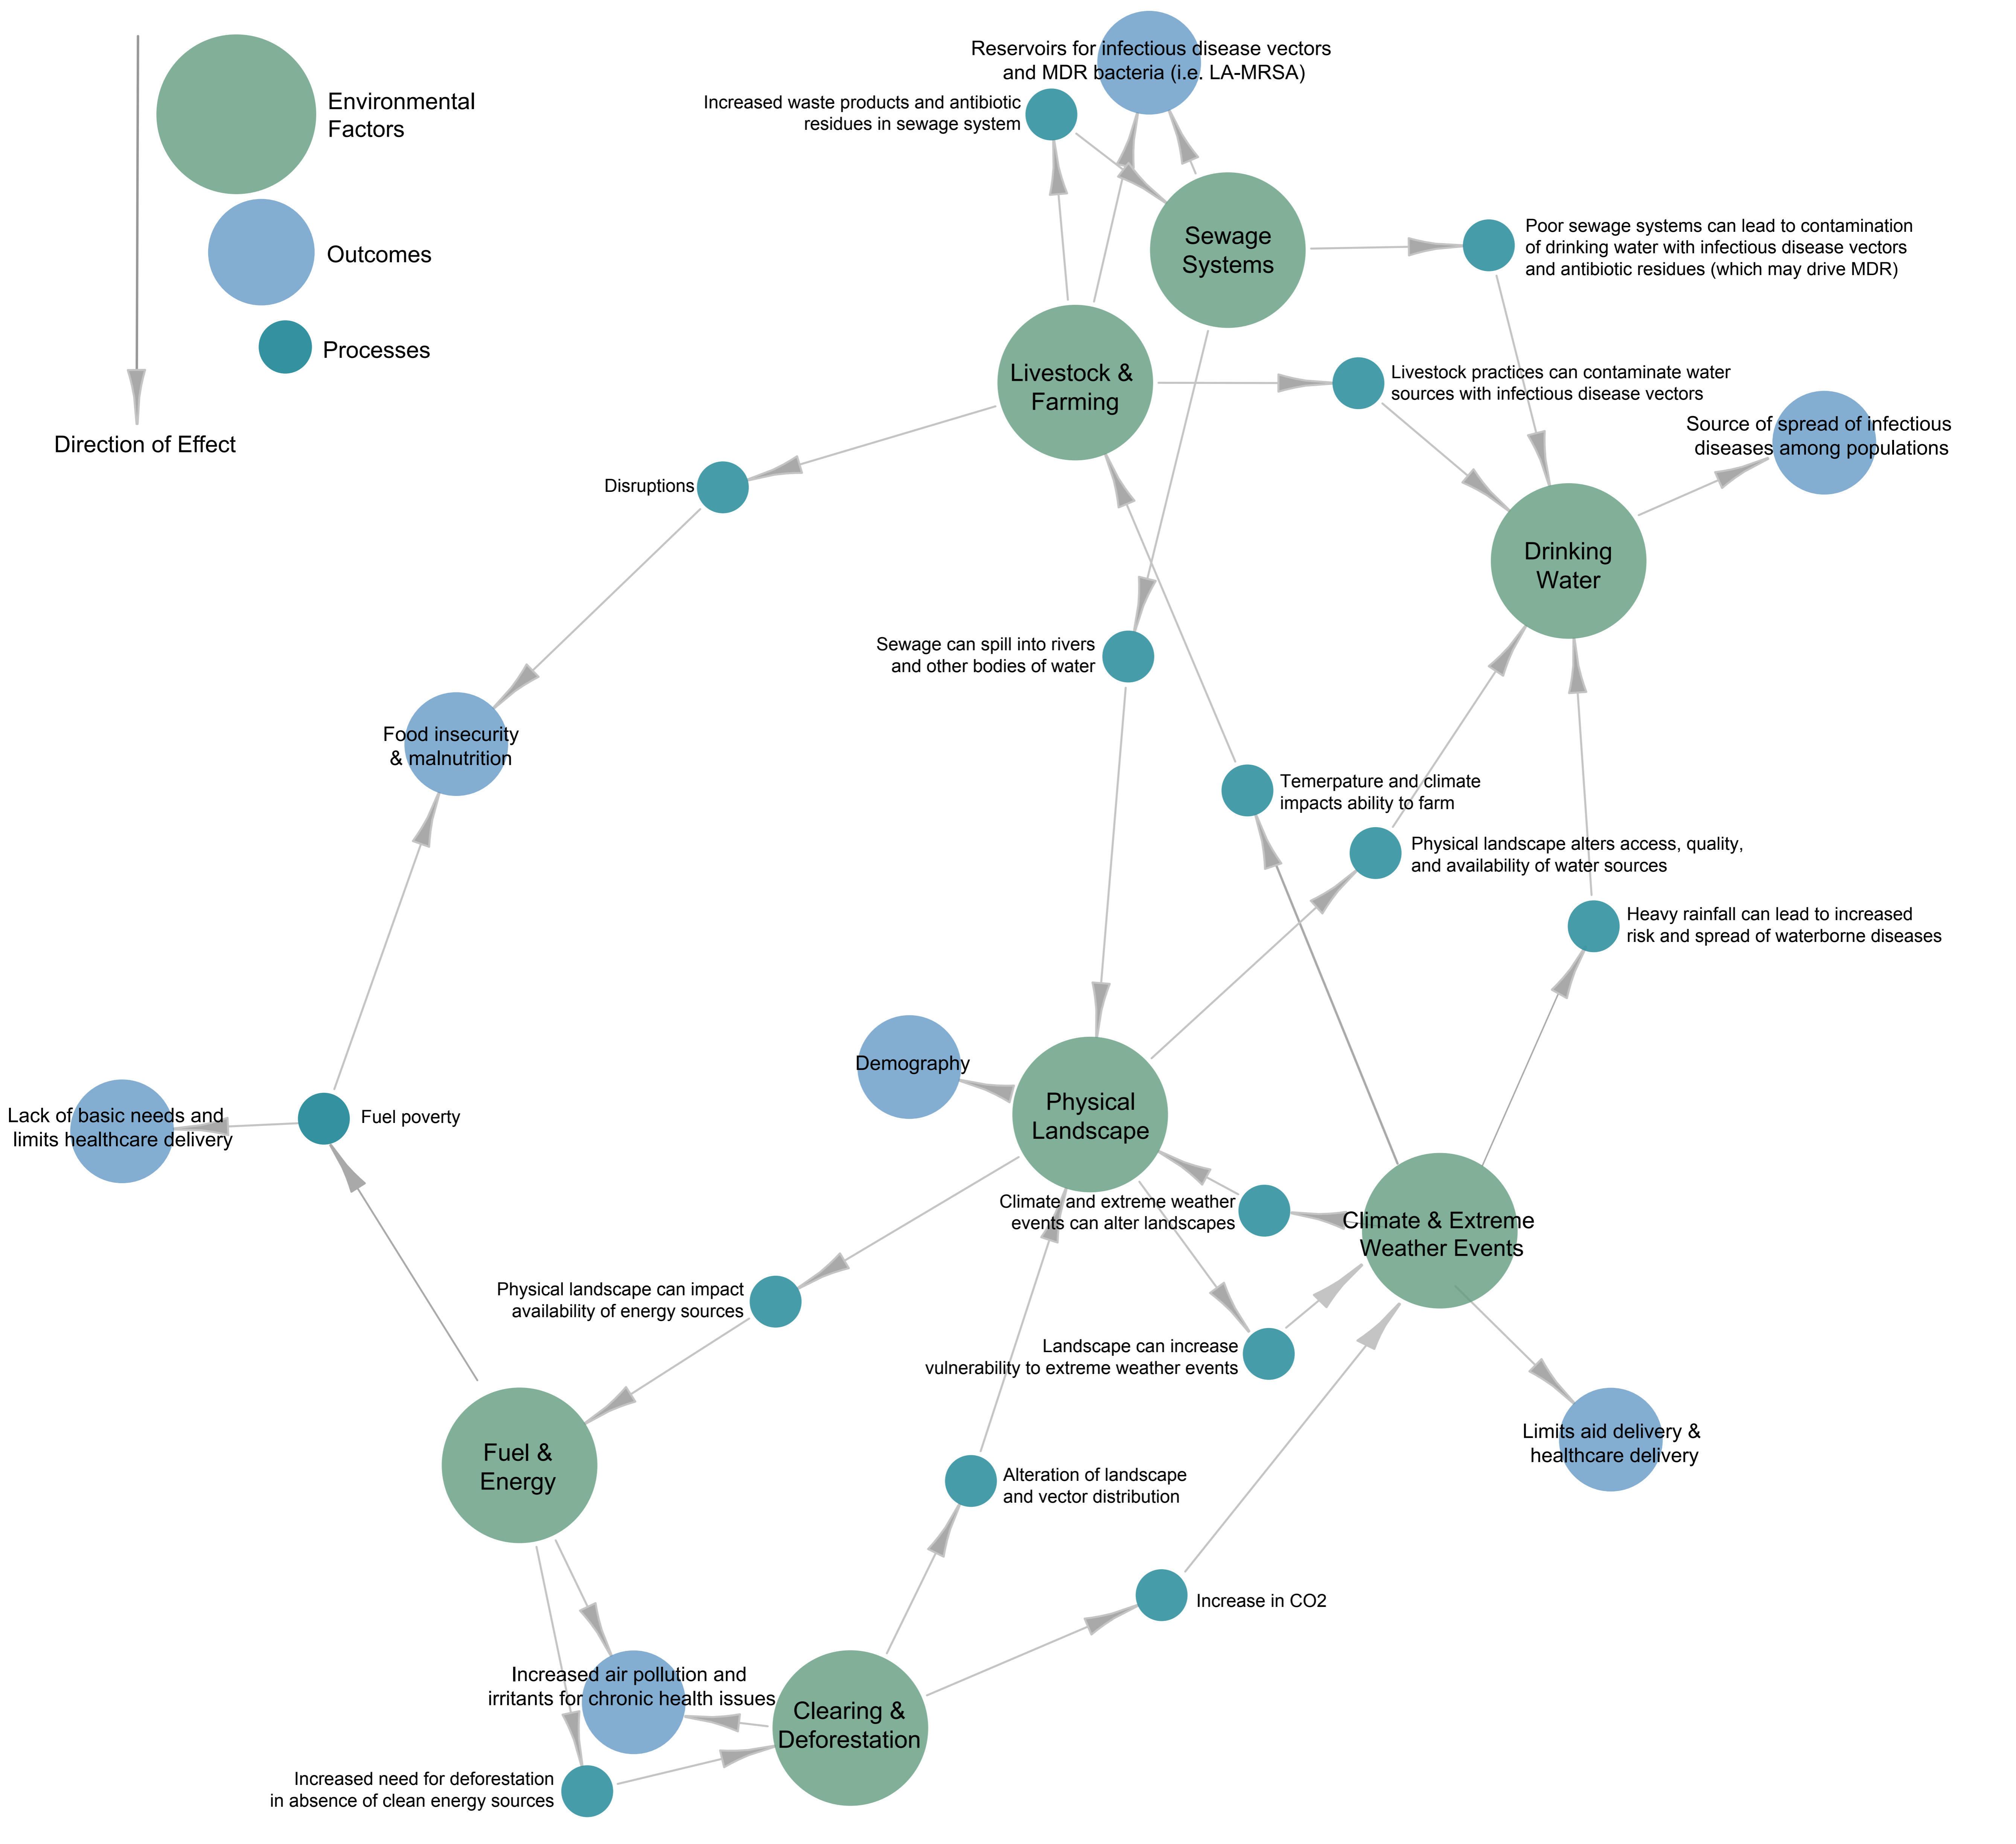 Environmental
Factors
Outcomes
Processes
Direction of Effect
Reservoirs for infectious disease vectors
and MDR bacteria (i.e. LA-MRSA)
Increased waste products and antibiotic
residues in sewage system
Sewage
Systems
Poor sewage systems can lead to contamination
of drinking water with infectious disease vectors
and antibiotic residues (which may drive MDR)
Livestock &
Farming
Livestock practices can contaminate water
sources with infectious disease vectors
Source of spread of infectious
diseases among populations
Disruptions
Drinking
Water
Sewage can spill into rivers
and other bodies of water
Food insecurity
& malnutrition
Temerpature and climate
impacts ability to farm
Physical landscape alters access, quality,
and availability of water sources
Heavy rainfall can lead to increased
risk and spread of waterborne diseases
Demography
Physical
Landscape
Lack of basic needs and
limits healthcare delivery
Fuel poverty
Climate and extreme weather
events can alter landscapes
Climate & Extreme
Weather Events
Physical landscape can impact
availability of energy sources
Landscape can increase
vulnerability to extreme weather events
Limits aid delivery &
healthcare delivery
Fuel &
Energy
Alteration of landscape
and vector distribution
Increase in CO2
Increased air pollution and
irritants for chronic health issues
Clearing &
Deforestation
Increased need for deforestation
in absence of clean energy sources